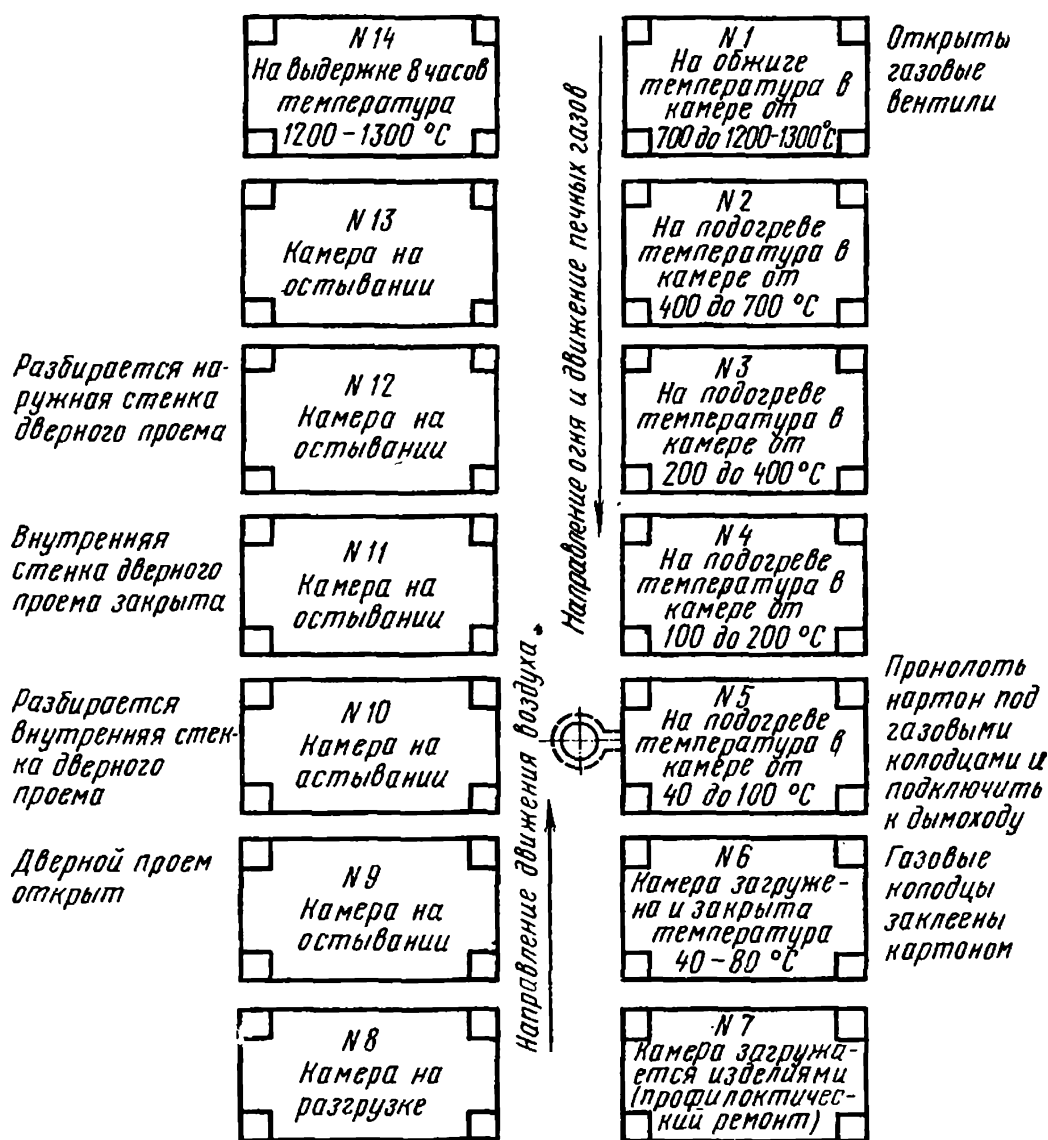 N 14
На выдержке 8 часов
температура
1200 – 1300 °С
N 13
Камера на
остывании
Разбирается на-
ружная стенка
дверного проема
N 12
Камера на
остывании
Внутренняя
стенка дверного
проема закрыта
N 11
Камера на
остывании
Разбирается
внутренняя стен-
ка дверного
проема
N 10
Камера на
астывании
Дверной проем
открыт
N 9
Камера на
остывании
N 8
Камера на
разгрузке
Направление движения воздуха
Направление огня и движение печных газов
N 1
На обжиге
температура в
камере от
700 до 1200-1300°С
Открыты
газовые
вентили
N 2
На подогреве
температура в
камере от
400 до 700 °С
N 3
На подогреве
температура в
камере от
200 до 400 °С
N 4
На подогреве
температура в
камере от
100 до 200 °С
N 5
На подогреве
температура в
камере от
40 до 100 °С
Пронолоть
картон под
газовыми
колодцами и
подключить
к дымоходу
N 6
Камера загруже-
на и закрыта
температура
40 – 80 °С
Газовые
колодцы
заклеены
картоном
N 7
Камера загружа-
ется изделиями
(профилоктичес-
кий ремонт)